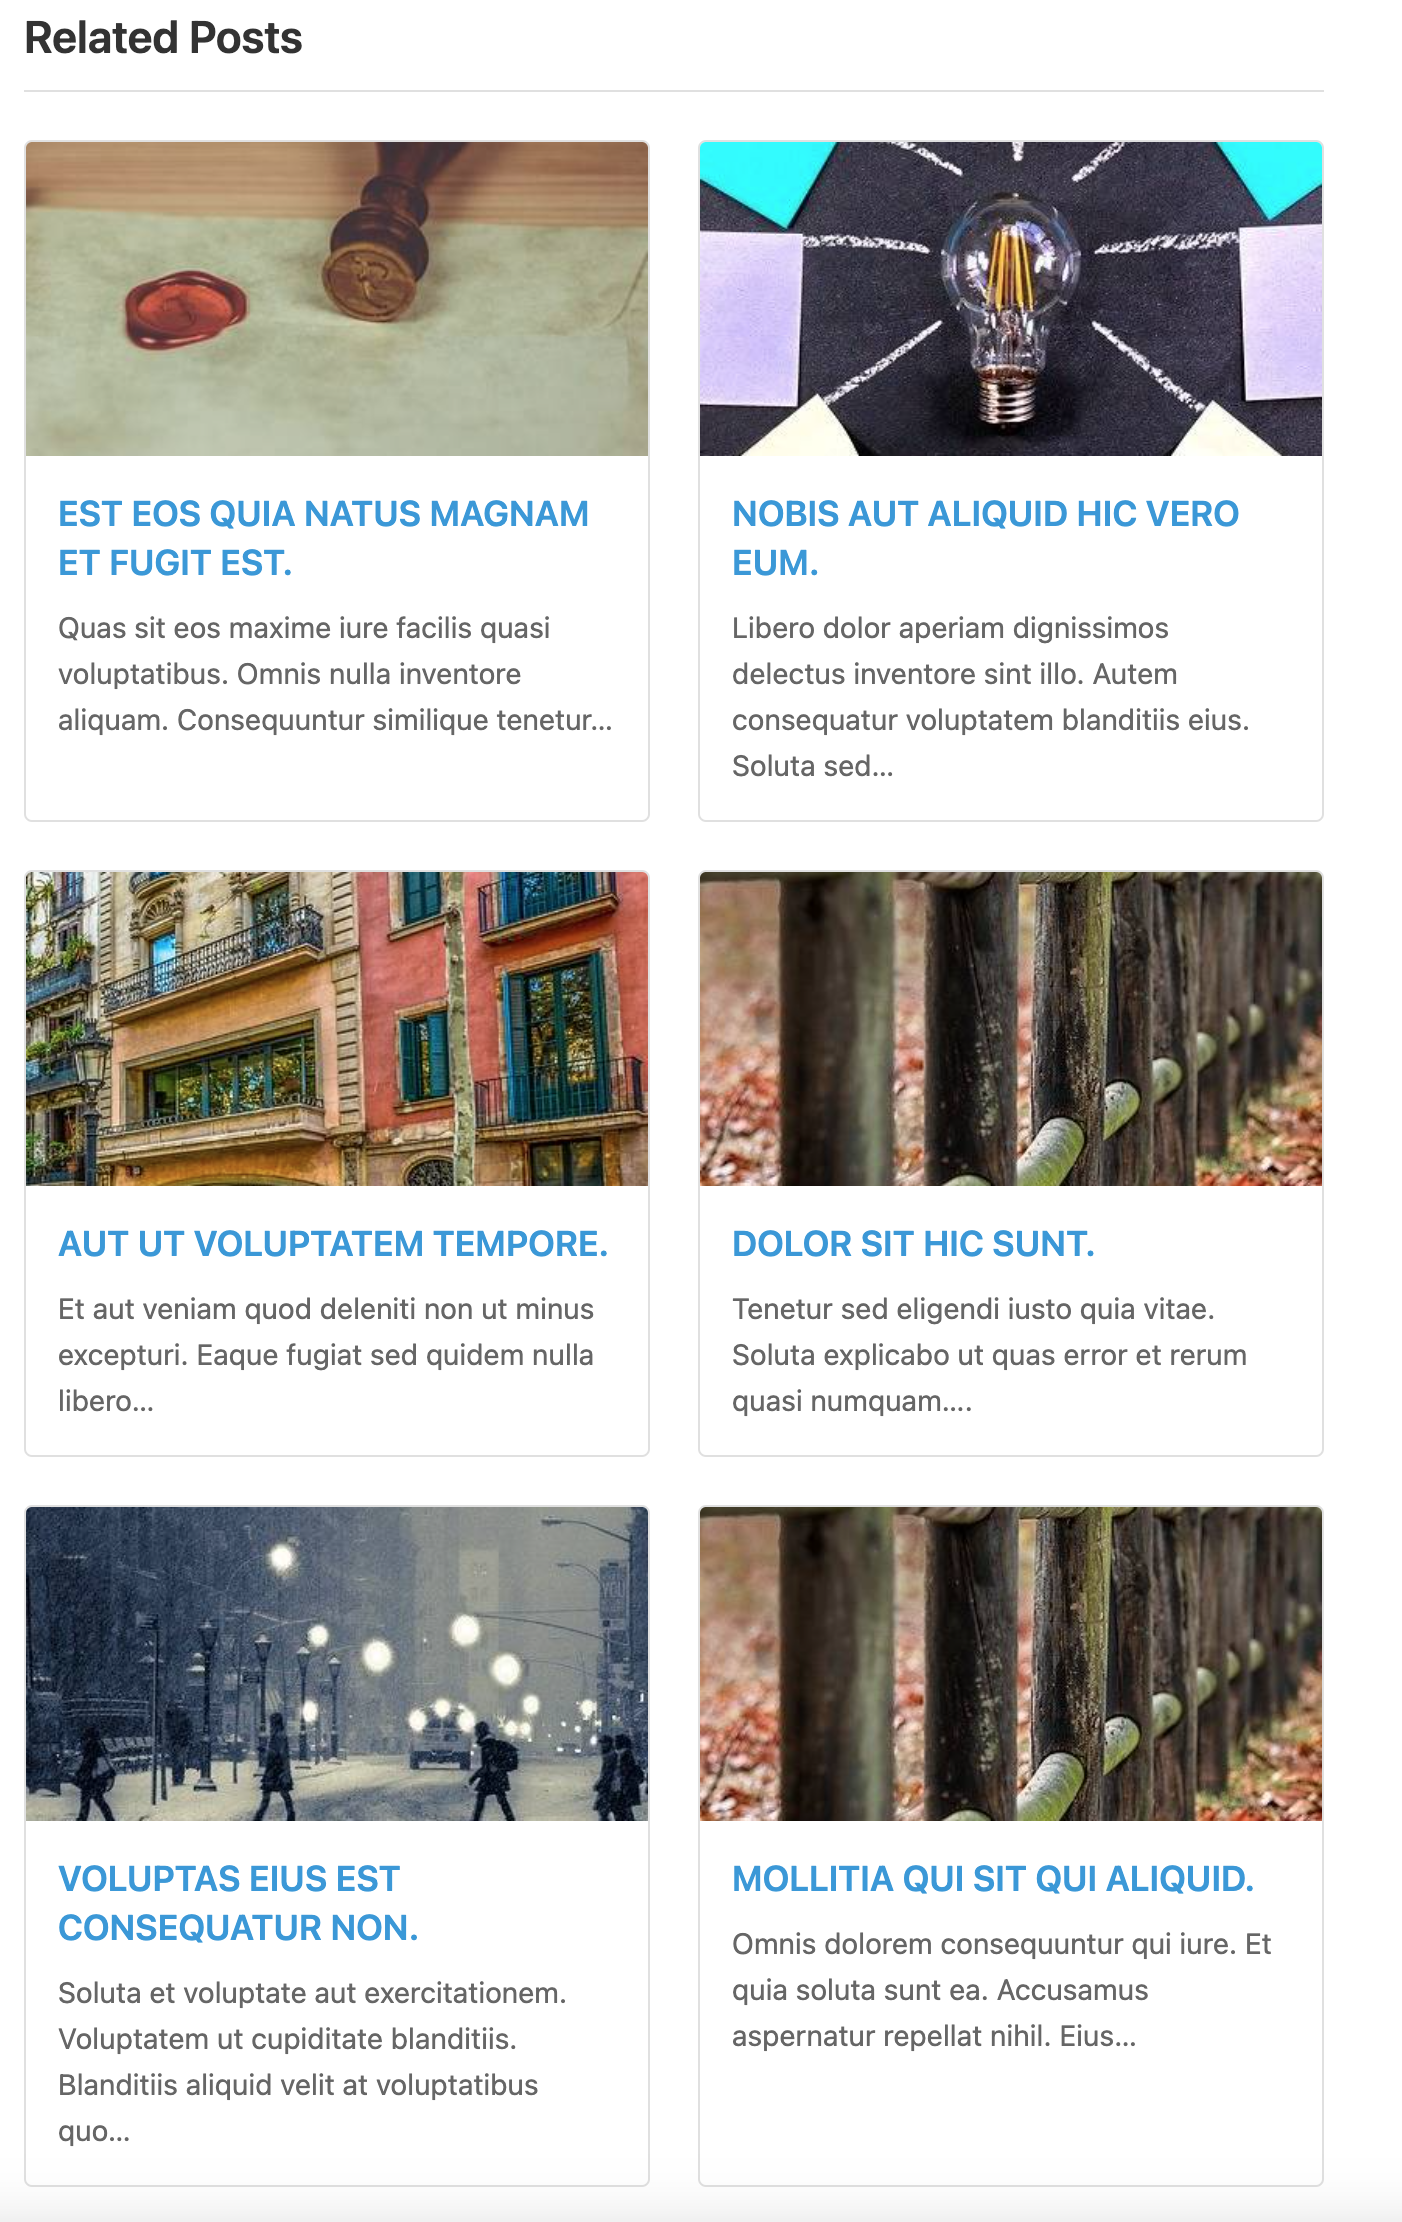 Related Posts
EST EOS QUIA NATUS MAGNAM
ET FUGIT EST.
Quas sit eos maxime iure facilis quasi
voluptatibus. Omnis nulla inventore
aliquam. Consequuntur similique tenetur...
NOBIS AUT ALIQUID HIC VERO
EUM.
Libero dolor aperiam dignissimos
delectus inventore sint illo. Autem
consequatur voluptatem blanditiis eius.
Soluta sed...
AUT UT VOLUPTATEM TEMPORE.
Et aut veniam quod deleniti non ut minus
excepturi. Eaque fugiat sed quidem nulla
libero...
DOLOR SIT HIC SUNT.
Tenetur sed eligendi iusto quia vitae.
Soluta explicabo ut quas error et rerum
quasi numquam....
VOLUPTAS EIUS EST
CONSEQUATUR NON.
Soluta et voluptate aut exercitationem.
Voluptatem ut cupiditate blanditiis.
Blanditiis aliquid velit at voluptatibus
quo...
MOLLITIA QUI SIT QUI ALIQUID.
Omnis dolorem consequuntur qui iure. Et
quia soluta sunt ea. Accusamus
aspernatur repellat nihil. Eius...